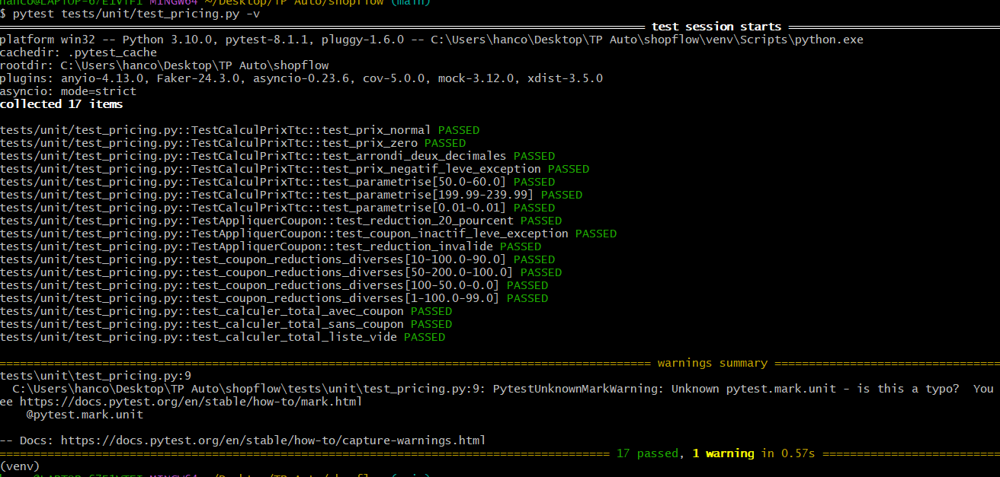 hanco@LAPTOP-67E1VTFI MINGW64 ~/Desktop/TP Auto/shopflow (main)
$ pytest tests/unit/test_pricing.py -v
=== test session starts ===
platform win32 -- Python 3.10.0, pytest-8.1.1, pluggy-1.6.0 -- C:\Users\hanco\Desktop\TP Auto\shopflow\venv\Scripts\python.exe
cachedir: .pytest_cache
rootdir: C:\Users\hanco\Desktop\TP Auto\shopflow
plugins: anyio-4.13.0, Faker-24.3.0, asyncio-0.23.6, cov-5.0.0, mock-3.12.0, xdist-3.5.0
asyncio: mode=strict
collected 17 items
tests/unit/test_pricing.py::TestCalculPrixTtc::test_prix_normal PASSED
tests/unit/test_pricing.py::TestCalculPrixTtc::test_prix_zero PASSED
tests/unit/test_pricing.py::TestCalculPrixTtc::test_arrondi_deux_decimales PASSED
tests/unit/test_pricing.py::TestCalculPrixTtc::test_prix_negatif_leve_exception PASSED
tests/unit/test_pricing.py::TestCalculPrixTtc::test_parametrise[50.0-60.0] PASSED
tests/unit/test_pricing.py::TestCalculPrixTtc::test_parametrise[199.99-239.99] PASSED
tests/unit/test_pricing.py::TestCalculPrixTtc::test_parametrise[0.01-0.01] PASSED
tests/unit/test_pricing.py::TestAppliquerCoupon::test_reduction_20_pourcent PASSED
tests/unit/test_pricing.py::TestAppliquerCoupon::test_coupon_inactif_leve_exception PASSED
tests/unit/test_pricing.py::TestAppliquerCoupon::test_reduction_invalide PASSED
tests/unit/test_pricing.py::test_coupon_reductions_diverses[10-100.0-90.0] PASSED
tests/unit/test_pricing.py::test_coupon_reductions_diverses[50-200.0-100.0] PASSED
tests/unit/test_pricing.py::test_coupon_reductions_diverses[100-50.0-0.0] PASSED
tests/unit/test_pricing.py::test_coupon_reductions_diverses[1-100.0-99.0] PASSED
tests/unit/test_pricing.py::test_calculer_total_avec_coupon PASSED
tests/unit/test_pricing.py::test_calculer_total_sans_coupon PASSED
tests/unit/test_pricing.py::test_calculer_total_liste_vide PASSED
=== warnings summary ===
tests\unit\test_pricing.py:9
C:\Users\hanco\Desktop\TP Auto\shopflow\tests\unit\test_pricing.py:9: PytestUnknownMarkWarning: Unknown pytest.mark.unit - is this a typo?  You
ee https://docs.pytest.org/en/stable/how-to/mark.html
@pytest.mark.unit
-- Docs: https://docs.pytest.org/en/stable/how-to/capture-warnings.html
=== 17 passed, 1 warning in 0.57s ===
(venv)